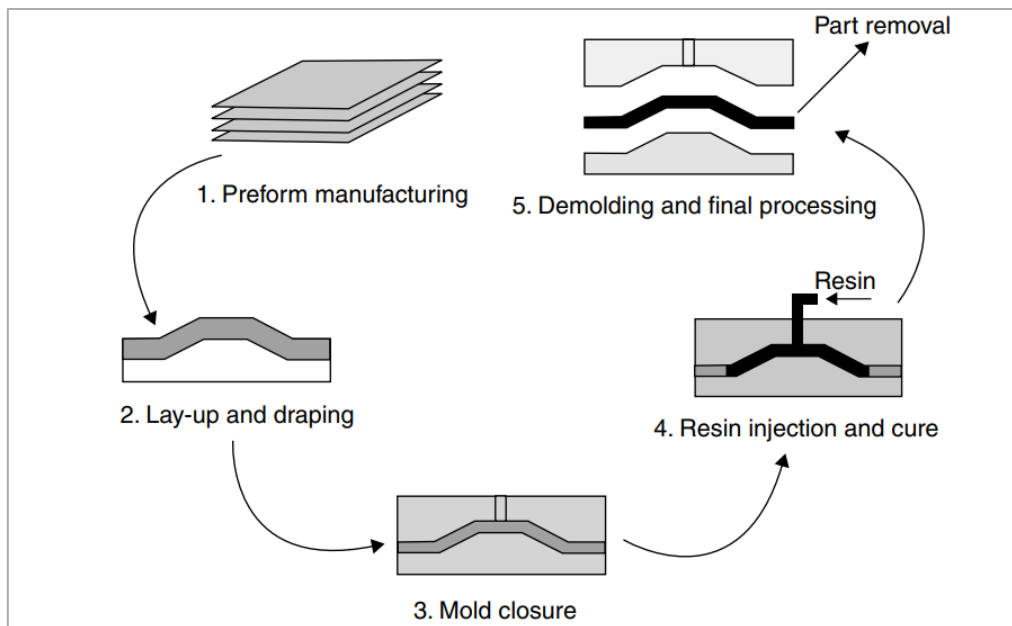 1. Preform manufacturing
2. Lay-up and draping
3. Mold closure
Resin
4. Resin injection and cure
Part removal
5. Demolding and final processing